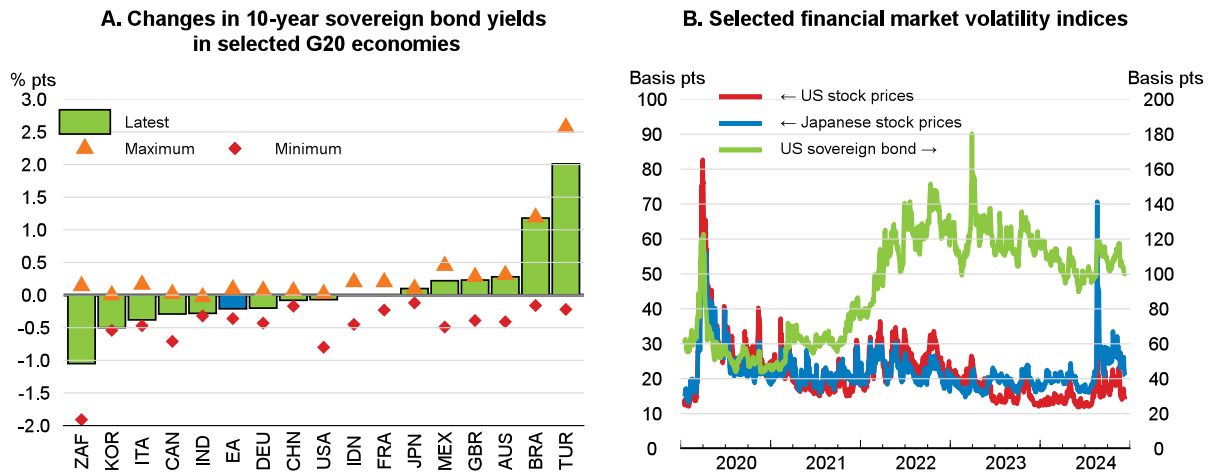 A. Changes in 10-year sovereign bond yields
in selected G20 economies
% pts
3.0
2.5
2.0
1.5
1.0
0.5
0.0
-0.5
-1.0
-1.5
-2.0
Latest
Maximum Minimum
ZAF KOR ITA CAN IND EA DEU CHN USA IDN FRA JPN MEX GBR AUS BRA TUR
B. Selected financial market volatility indices
Basis pts Basis pts
100 200
90 180
80 160
70 140
60 120
50 100
40 80
30 60
20 40
10 20
0 0
← US stock prices
← Japanese stock prices
US sovereign bond →
2020 2021 2022 2023 2024